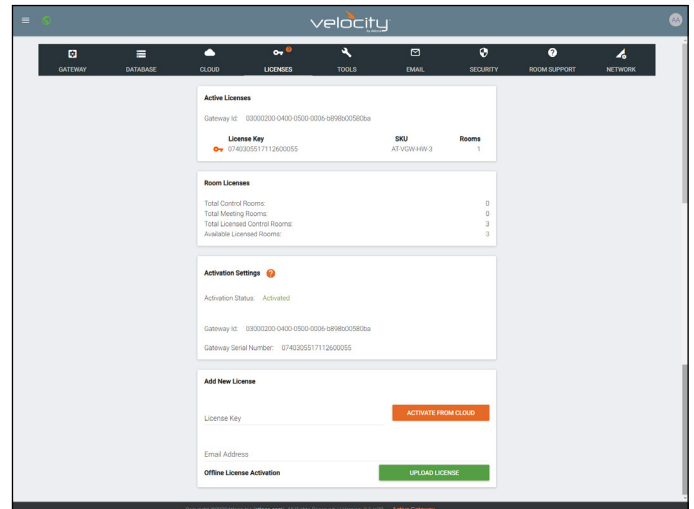 velocity
AA
GATEWAY DATABASE CLOUD LICENSES TOOLS EMAIL SECURITY ROOM SUPPORT NETWORK
Active Licenses
Gateway Id: 03000200-0400-0500-0006-b898b00580ba
License Key SKU Rooms
0740305517112600055 AT-VGW-HW-3 1
Room Licenses
Total Control Rooms: 0
Total Meeting Rooms: 0
Total Licensed Control Rooms: 3
Available Licensed Rooms: 3
Activation Settings ?
Activation Status: Activated
Gateway Id: 03000200-0400-0500-0006-b898b00580ba
Gateway Serial Number: 0740305517112600055
Add New License
License Key
ACTIVATE FROM CLOUD
Email Address
Offline License Activation
UPLOAD LICENSE